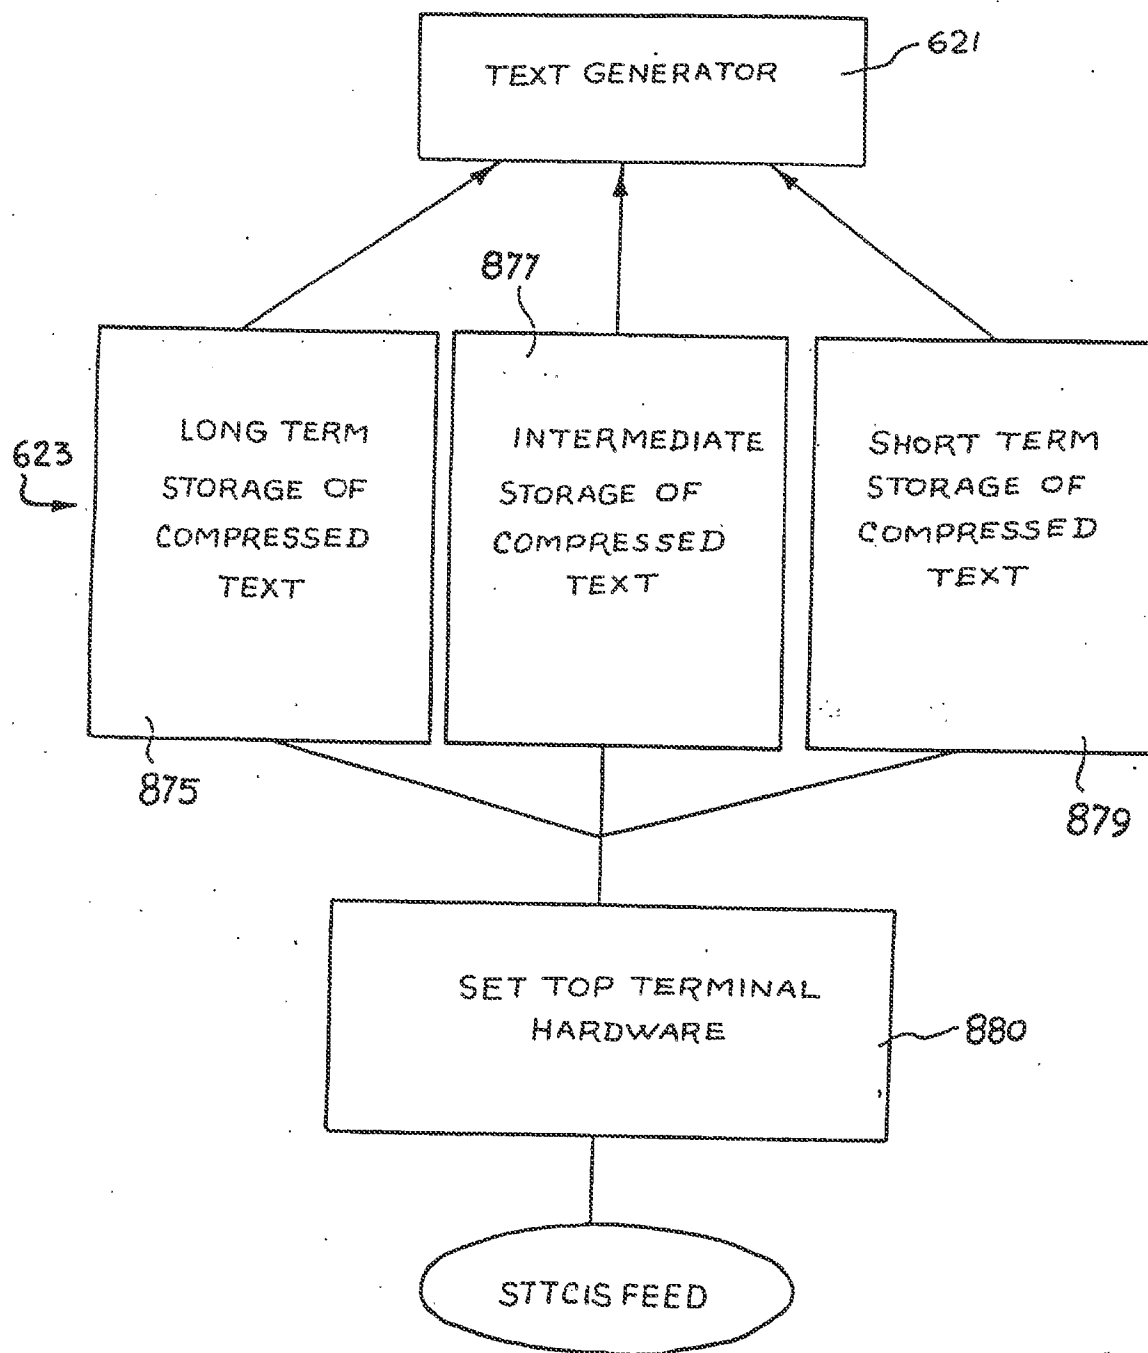 TEXT GENERATOR
621
877
623
LONG TERM
STORAGE OF
COMPRESSED
TEXT
INTERMEDIATE
STORAGE OF
COMPRESSED
TEXT
SHORT TERM
STORAGE OF
COMPRESSED
TEXT
875
879
SET TOP TERMINAL
HARDWARE
880
STTCIS FEED